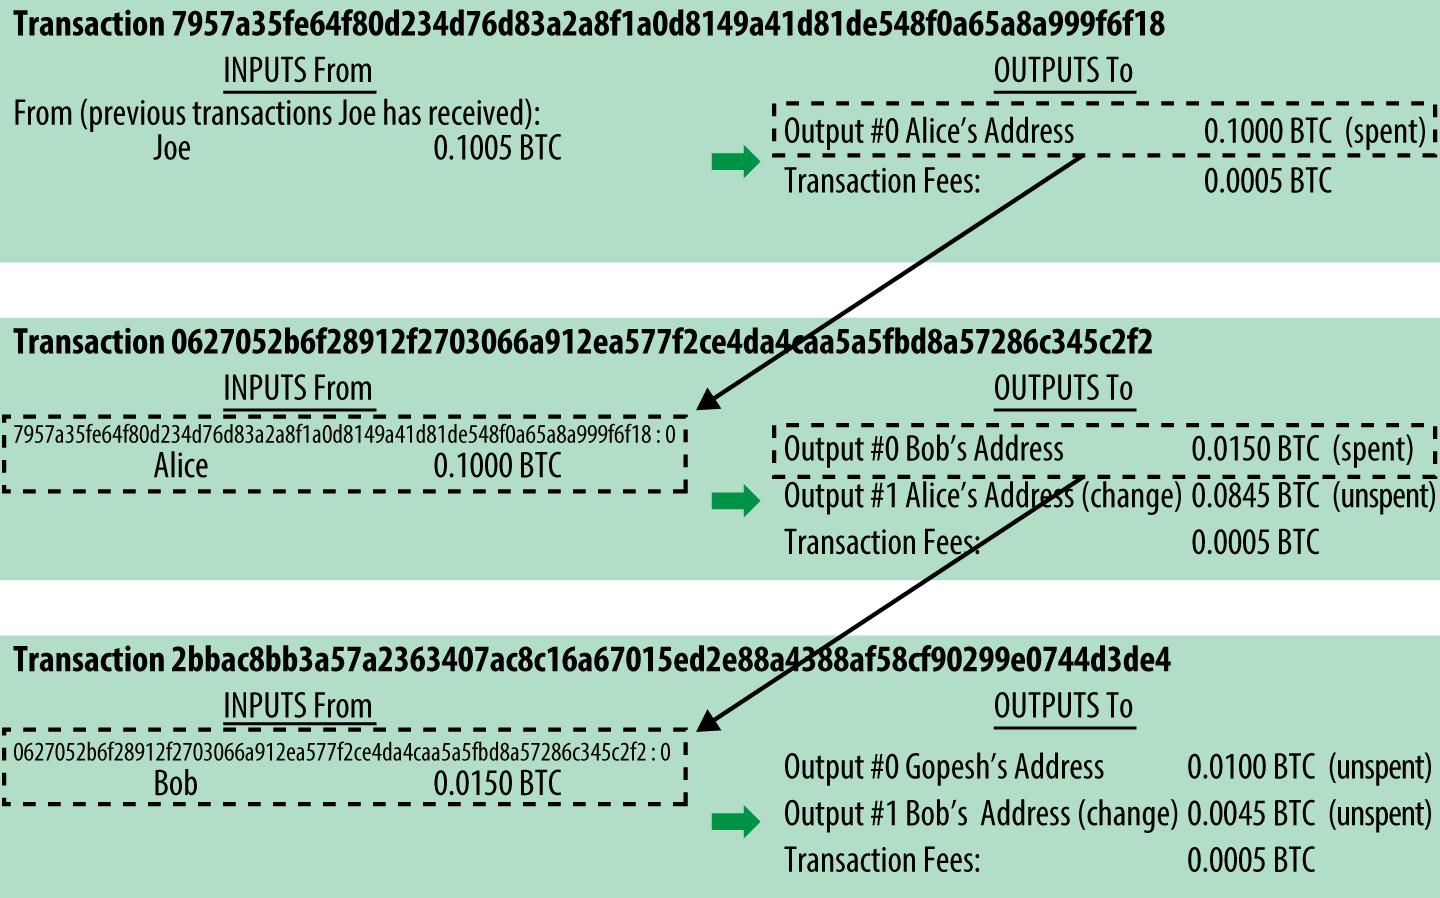 Transaction 7957a35fe64f80d234d76d83a2a8f1a0d8149a41d81de548f0a65a8a999f6f18
INPUTS From
OUTPUTS To
From (previous transactions Joe has received):
Joe 0.1005 BTC
Output #0 Alice’s Address 0.1000 BTC (spent)
Transaction Fees: 0.0005 BTC
Transaction 0627052b6f28912f2703066a912ea577f2ce4da4caa5a5fbd8a57286c345c2f2
INPUTS From
OUTPUTS To
7957a35fe64f80d234d76d83a2a8f1a0d8149a41d81de548f0a65a8a999f6f18 : 0
Alice 0.1000 BTC
Output #0 Bob’s Address 0.0150 BTC (spent)
Output #1 Alice’s Address (change) 0.0845 BTC (unspent)
Transaction Fees: 0.0005 BTC
Transaction 2bbac8bb3a57a2363407ac8c16a67015ed2e88a4388af58cf90299e0744d3de4
INPUTS From
OUTPUTS To
0627052b6f28912f2703066a912ea577f2ce4da4caa5a5fbd8a57286c345c2f2 : 0
Bob 0.0150 BTC
Output #0 Gopesh’s Address 0.0100 BTC (unspent)
Output #1 Bob’s Address (change) 0.0045 BTC (unspent)
Transaction Fees: 0.0005 BTC